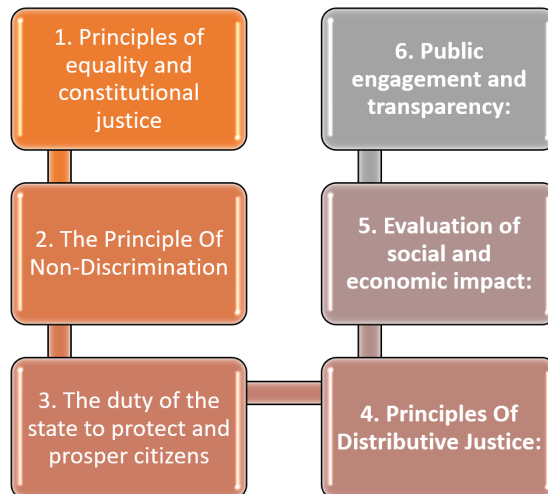 1. Principles of
equality and
constitutional
justice
2. The Principle Of
Non-Discrimination
3. The duty of the
state to protect and
prosper citizens
4. Principles Of
Distributive Justice:
5. Evaluation of
social and
economic impact:
6. Public
engagement and
transparency: